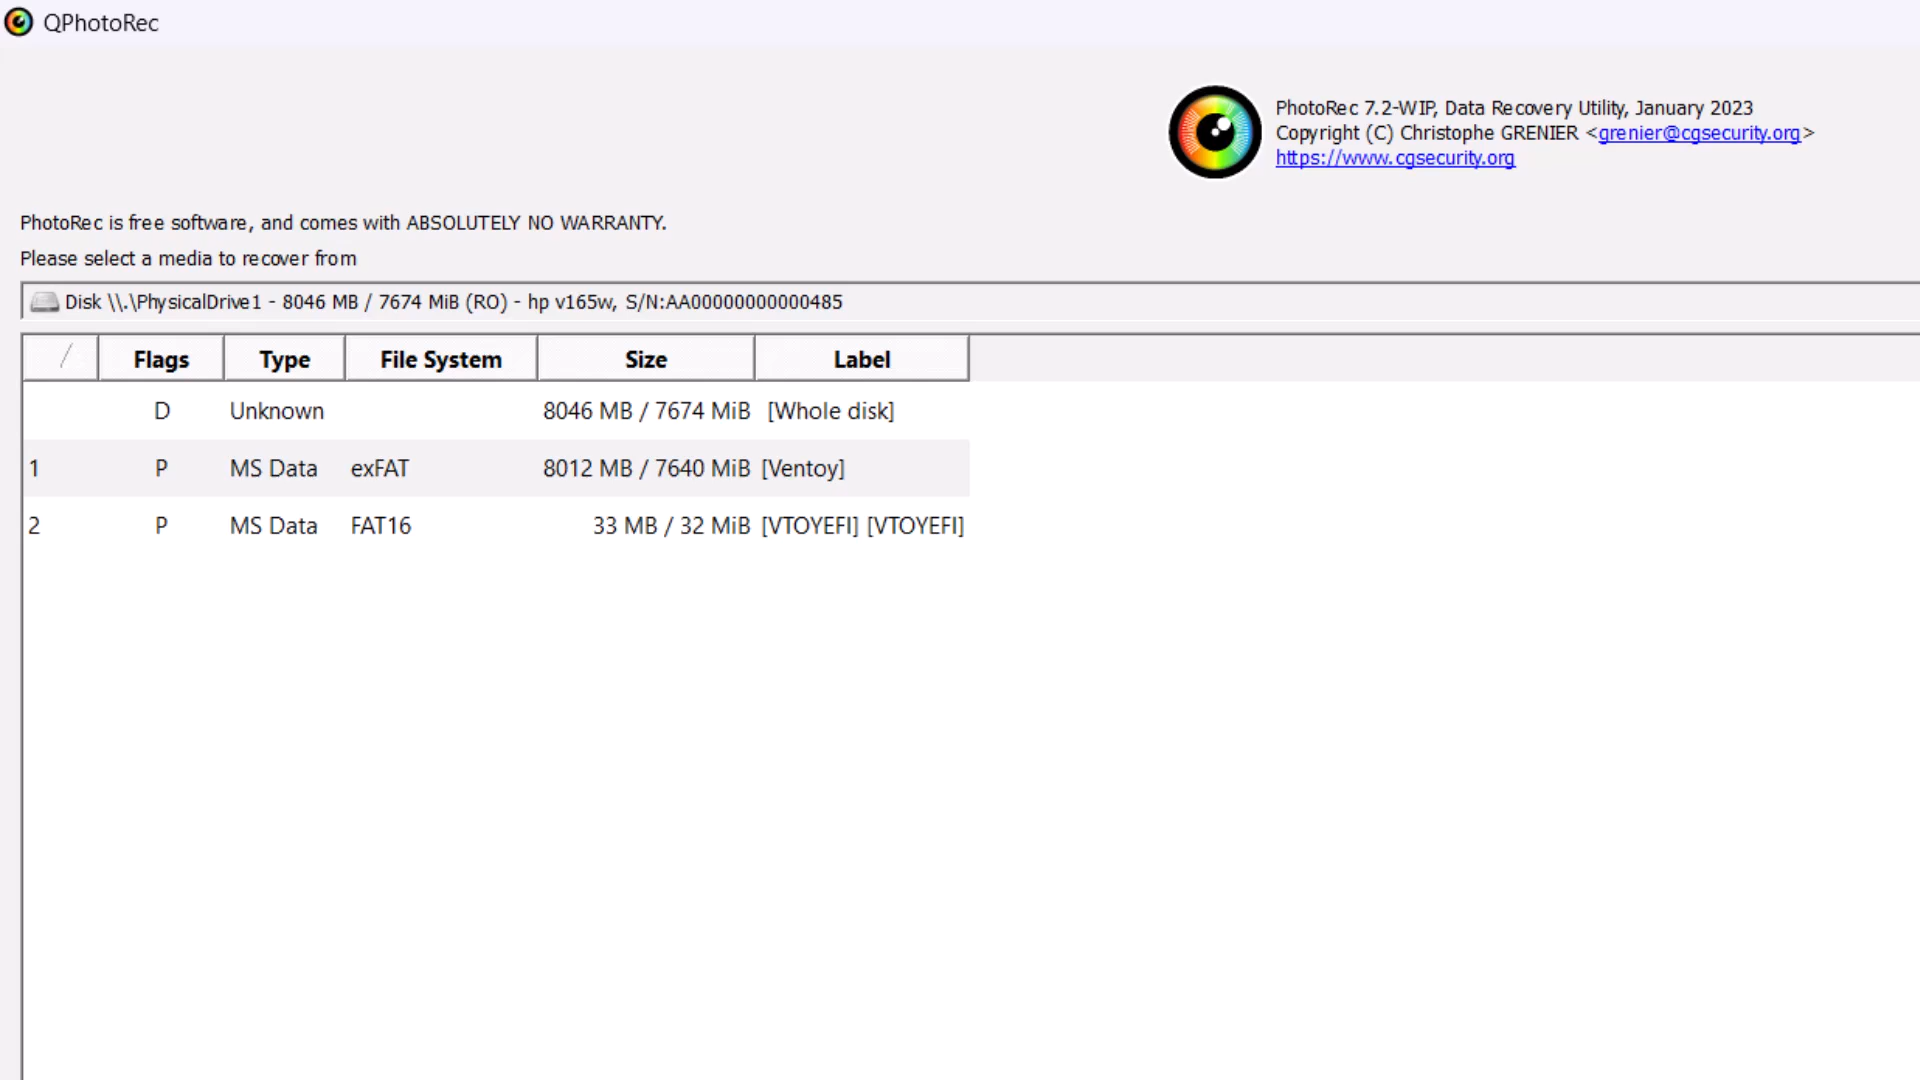 QPhotoRec
PhotoRec 7.2-WIP, Data Recovery Utility, January 2023
Copyright (C) Christophe GRENIER <grenier@cgsecurity.org>
https://www.cgsecurity.org
PhotoRec is free software, and comes with ABSOLUTELY NO WARRANTY.
Please select a media to recover from
Disk \\.\PhysicalDrive1 - 8046 MB / 7674 MiB (RO) - hp v165w, S/N:AA00000000000485
Flags Type File System Size Label
D Unknown 8046 MB / 7674 MiB [Whole disk]
1 P MS Data exFAT 8012 MB / 7640 MiB [Ventoy]
2 P MS Data FAT16 33 MB / 32 MiB [VTOYEFI] [VTOYEFI]